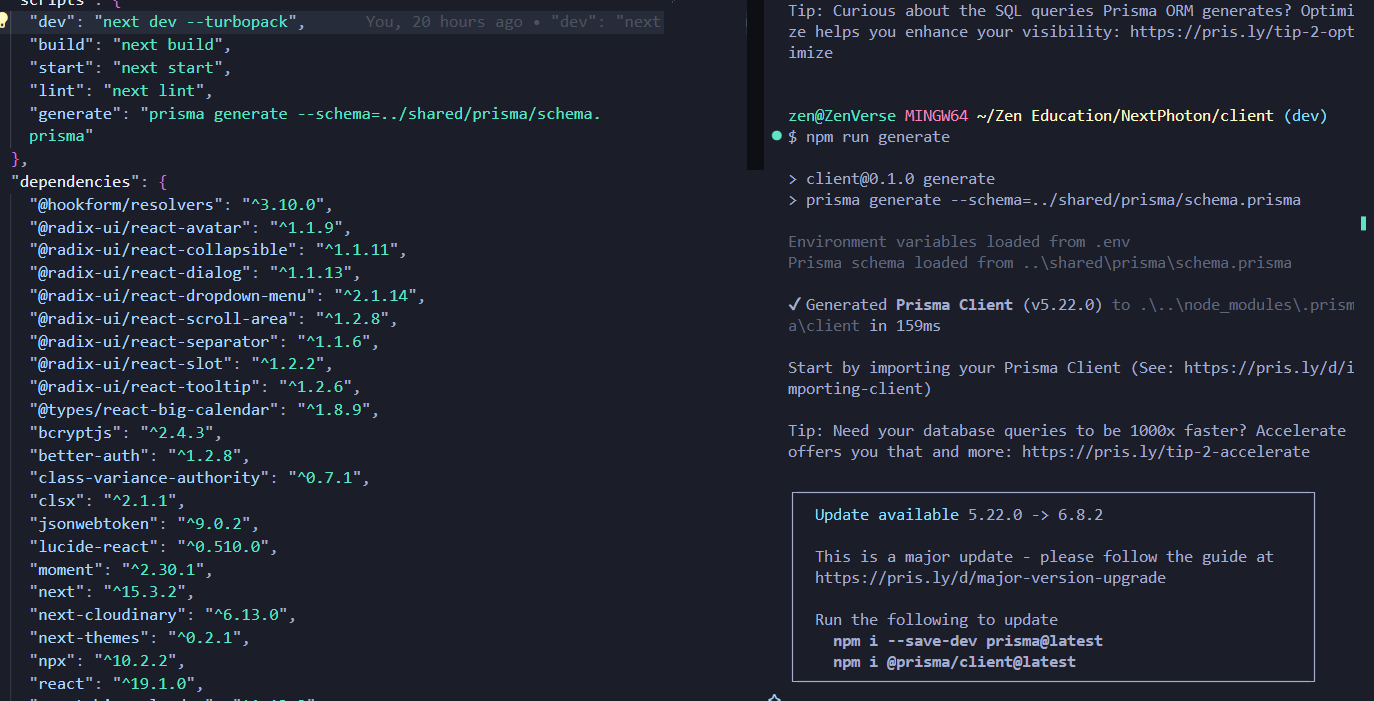 scripts": {
"dev": "next dev --turbopack", You, 20 hours ago • "dev": "next
"build": "next build",
"start": "next start",
"lint": "next lint",
"generate": "prisma generate --schema=../shared/prisma/schema.
prisma"
},
"dependencies": {
"@hookform/resolvers": "^3.10.0",
"@radix-ui/react-avatar": "^1.1.9",
"@radix-ui/react-collapsible": "^1.1.11",
"@radix-ui/react-dialog": "^1.1.13",
"@radix-ui/react-dropdown-menu": "^2.1.14",
"@radix-ui/react-scroll-area": "^1.2.8",
"@radix-ui/react-separator": "^1.1.6",
"@radix-ui/react-slot": "^1.2.2",
"@radix-ui/react-tooltip": "^1.2.6",
"@types/react-big-calendar": "^1.8.9",
"bcryptjs": "^2.4.3",
"better-auth": "^1.2.8",
"class-variance-authority": "^0.7.1",
"clsx": "^2.1.1",
"jsonwebtoken": "^9.0.2",
"lucide-react": "^0.510.0",
"moment": "^2.30.1",
"next": "^15.3.2",
"next-cloudinary": "^6.13.0",
"next-themes": "^0.2.1",
"npx": "^10.2.2",
"react": "^19.1.0",
Tip: Curious about the SQL queries Prisma ORM generates? Optimi
ze helps you enhance your visibility: https://pris.ly/tip-2-opt
imize
zen@ZenVerse MINGW64 ~/Zen Education/NextPhoton/client (dev)
$ npm run generate
> client@0.1.0 generate
> prisma generate --schema=../shared/prisma/schema.prisma
Environment variables loaded from .env
Prisma schema loaded from ..\shared\prisma\schema.prisma
✔ Generated Prisma Client (v5.22.0) to .\..\node_modules\.prism
a\client in 159ms
Start by importing your Prisma Client (See: https://pris.ly/d/i
mporting-client)
Tip: Need your database queries to be 1000x faster? Accelerate
offers you that and more: https://pris.ly/tip-2-accelerate
Update available 5.22.0 -> 6.8.2
This is a major update - please follow the guide at
https://pris.ly/d/major-version-upgrade
Run the following to update
npm i --save-dev prisma@latest
npm i @prisma/client@latest